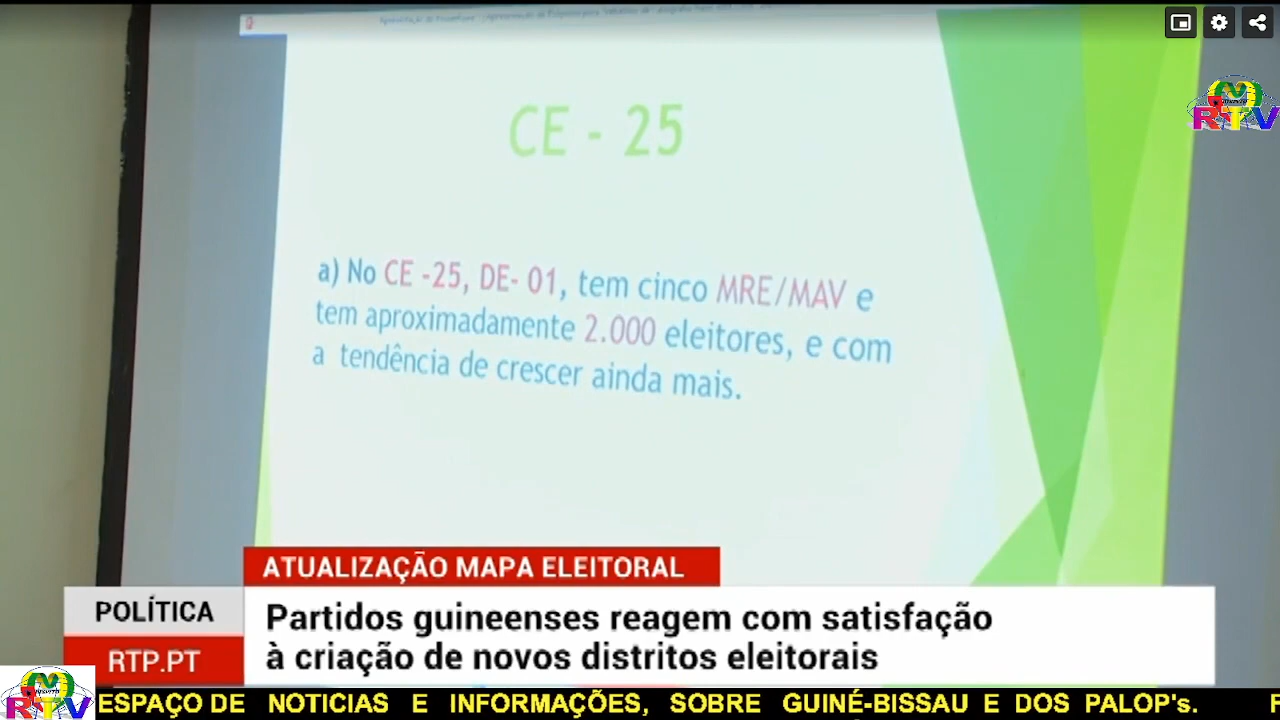 CE - 25
a) No CE -25, DE- 01, tem cinco MRE/MAV e
tem aproximadamente 2.000 eleitores, e com
a tendência de crescer ainda mais.
RTV
ATUALIZAÇÃO MAPA ELEITORAL
POLÍTICA
Partidos guineenses reagem com satisfação
à criação de novos distritos eleitorais
RTP.PT
RTV
ESPAÇO DE NOTICIAS E INFORMAÇÕES, SOBRE GUINÉ-BISSAU E DOS PALOP's.